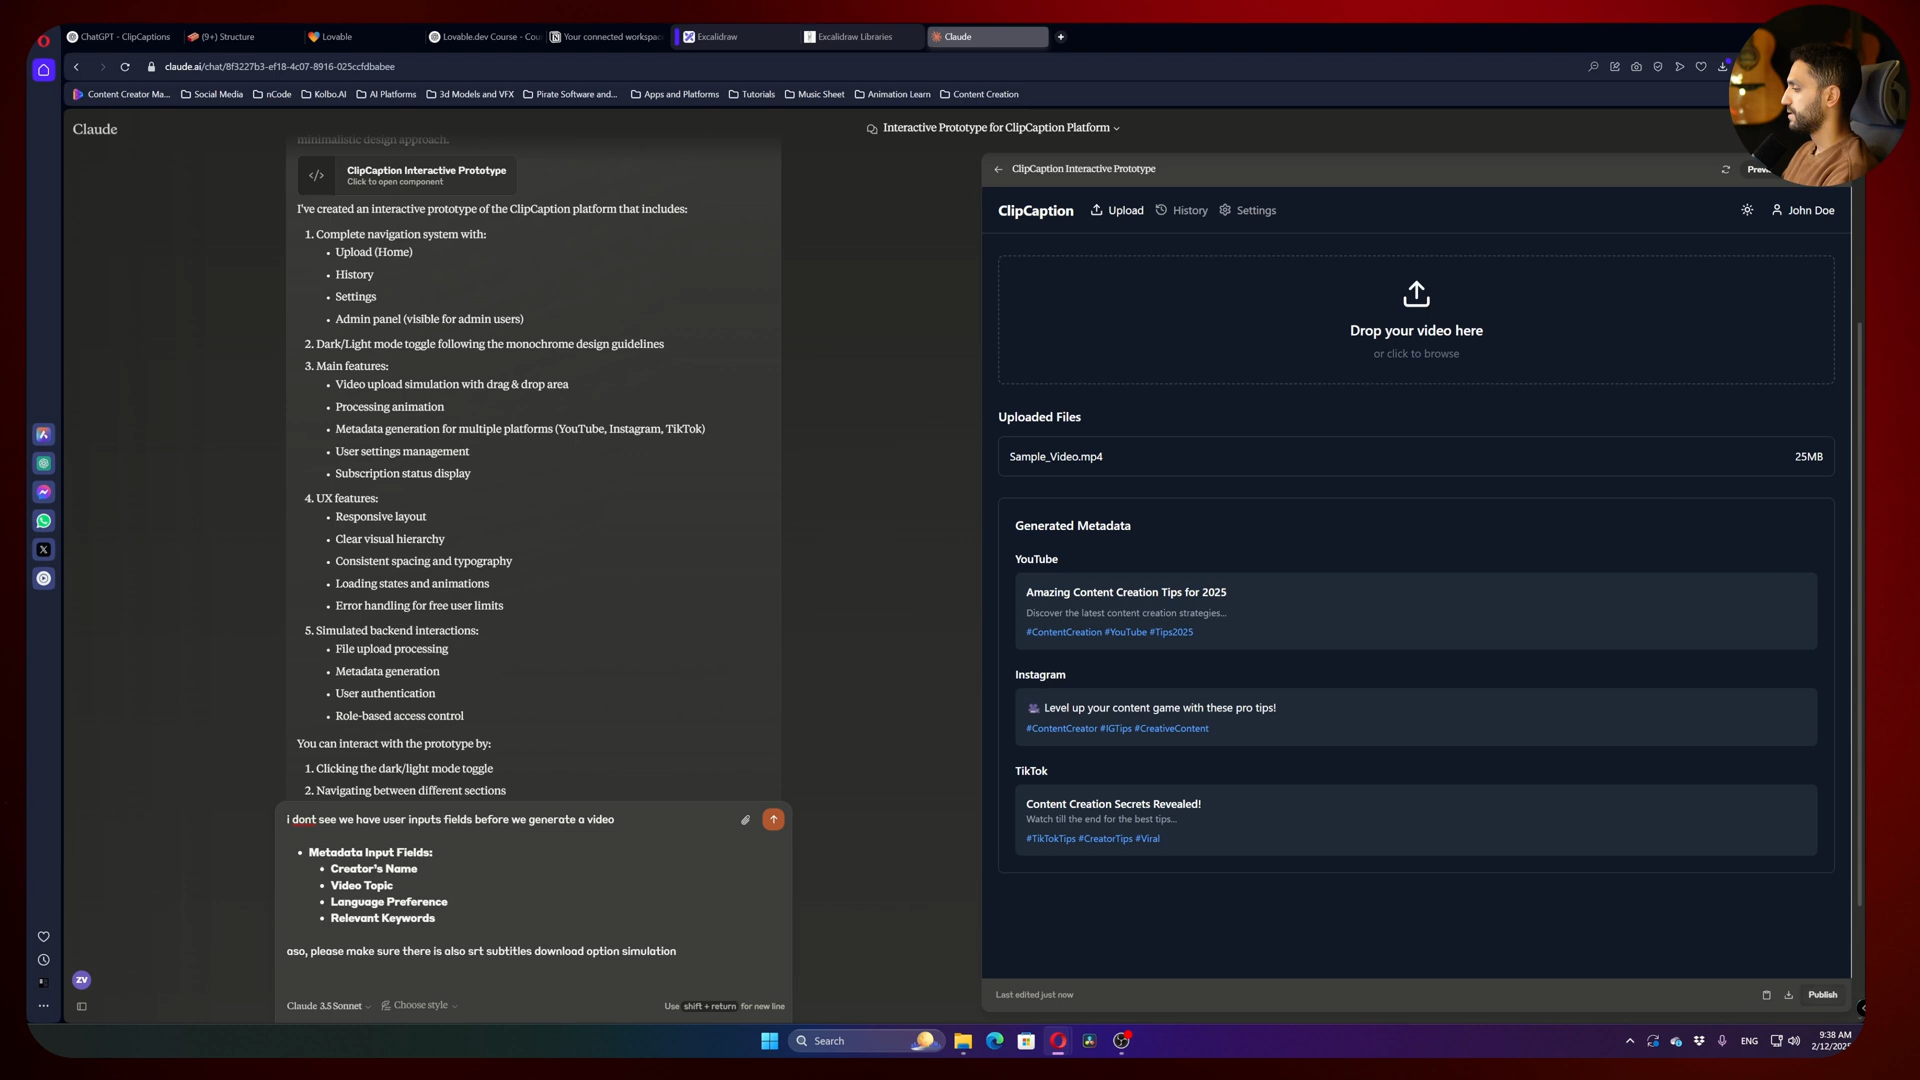 ChatGPT - ClipCaptions
(9+) Structure
Lovable
Lovable.dev Course - Cou
Your connected workspac
Excalidraw
Excalidraw Libraries
Claude
claude.ai/chat/8f3227b3-ef18-4c07-8916-025ccfdbabee
Content Creator Ma...
Social Media
nCode
Kolbo.AI
AI Platforms
3d Models and VFX
Pirate Software and...
Apps and Platforms
Tutorials
Music Sheet
Animation Learn
Content Creation
Claude
Interactive Prototype for ClipCaption Platform
minimalistic design approach.
ClipCaption Interactive Prototype
Click to open component
I've created an interactive prototype of the ClipCaption platform that includes:
1. Complete navigation system with:
• Upload (Home)
• History
• Settings
• Admin panel (visible for admin users)
2. Dark/Light mode toggle following the monochrome design guidelines
3. Main features:
• Video upload simulation with drag & drop area
• Processing animation
• Metadata generation for multiple platforms (YouTube, Instagram, TikTok)
• User settings management
• Subscription status display
4. UX features:
• Responsive layout
• Clear visual hierarchy
• Consistent spacing and typography
• Loading states and animations
• Error handling for free user limits
5. Simulated backend interactions:
• File upload processing
• Metadata generation
• User authentication
• Role-based access control
You can interact with the prototype by:
1. Clicking the dark/light mode toggle
2. Navigating between different sections
i dont see we have user inputs fields before we generate a video
• Metadata Input Fields:
• Creator's Name
• Video Topic
• Language Preference
• Relevant Keywords
aso, please make sure there is also srt subtitles download option simulation
Claude 3.5 Sonnet
Choose style
Use shift + return for new line
ZV
ClipCaption Interactive Prototype
Previ
ClipCaption
Upload
History
Settings
John Doe
Drop your video here
or click to browse
Uploaded Files
Sample_Video.mp4
25MB
Generated Metadata
YouTube
Amazing Content Creation Tips for 2025
Discover the latest content creation strategies...
#ContentCreation #YouTube #Tips2025
Instagram
Level up your content game with these pro tips!
#ContentCreator #IGTips #CreativeContent
TikTok
Content Creation Secrets Revealed!
Watch till the end for the best tips...
#TikTokTips #CreatorTips #Viral
Last edited just now
Publish
Search
ENG
9:38 AM
2/12/202